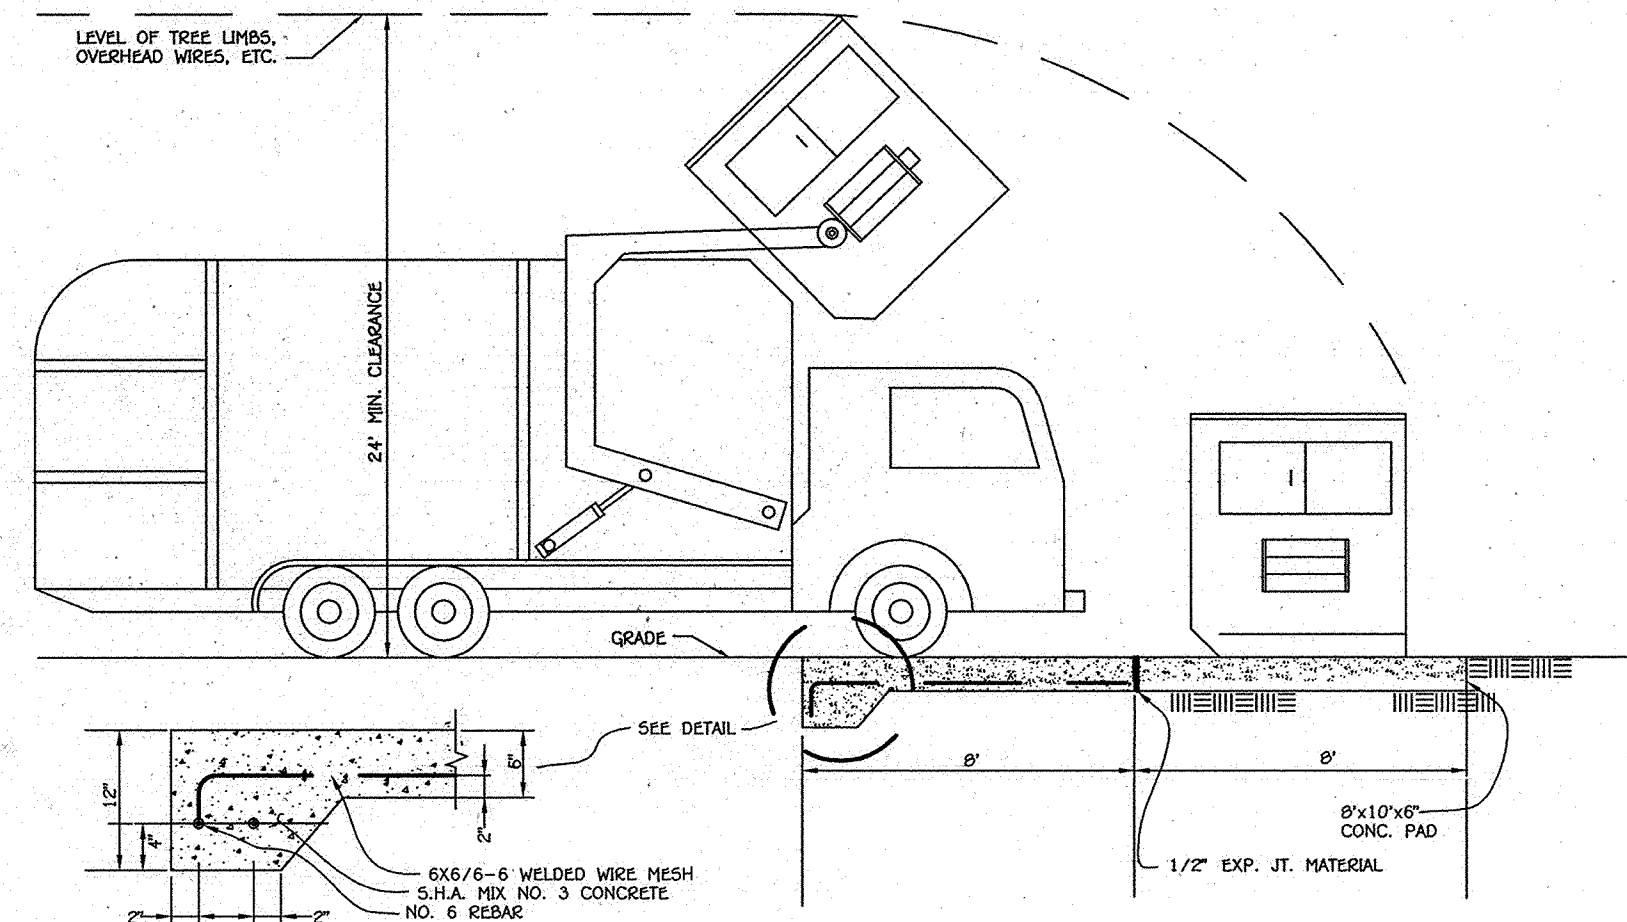 LEVEL OF TREE LIMBS,
OVERHEAD WIRES, ETC.
24' MIN. CLEARANCE
GRADE
SEE DETAIL
8'
8'
8'x10'x6"
CONC. PAD
1/2" EXP. JT. MATERIAL
12"
4"
6"
2"
6X6/6-6 WELDED WIRE MESH
S.H.A. MIX NO. 3 CONCRETE
NO. 6 REBAR
2"
2"